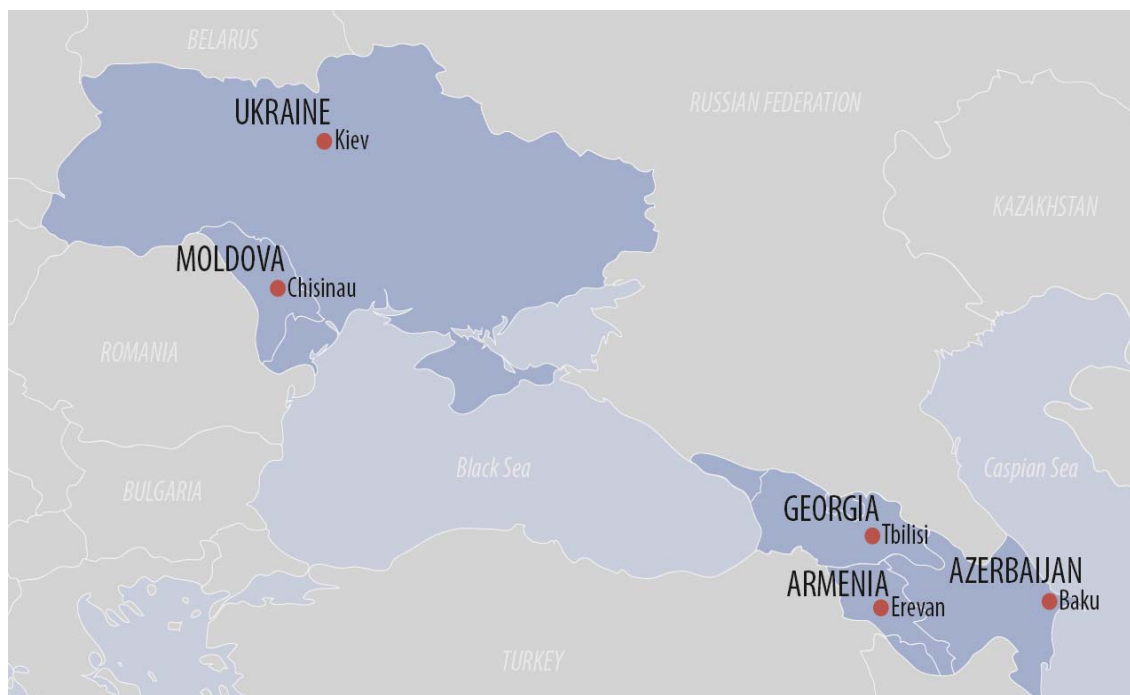 BELARUS
UKRAINE
Kiev
RUSSIAN FEDERATION
KAZAKHSTAN
MOLDOVA
Chisinau
ROMANIA
Black Sea
Caspian Sea
BULGARIA
GEORGIA
Tbilisi
AZERBAIJAN
ARMENIA
Baku
Erevan
TURKEY